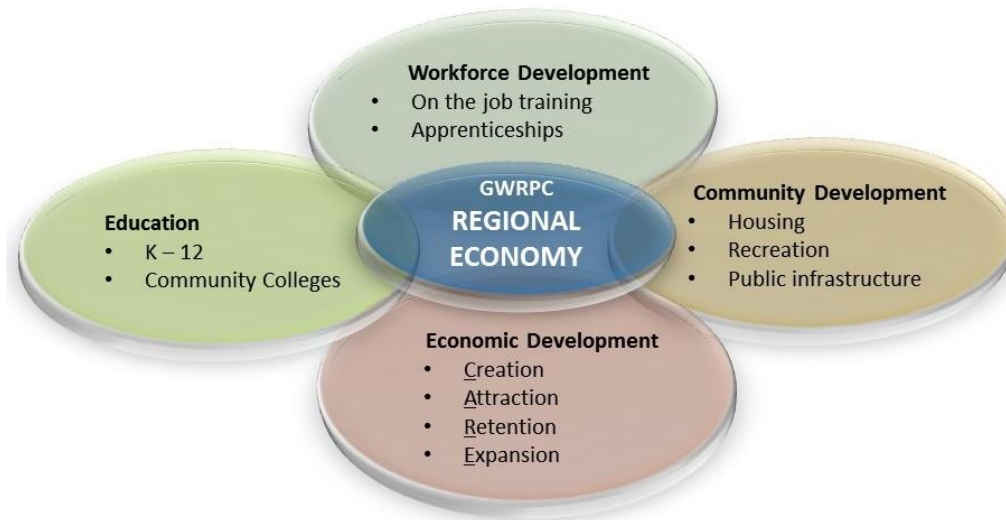 Workforce Development
• On the job training
• Apprenticeships
GWRPC
REGIONAL
ECONOMY
Education
• K – 12
• Community Colleges
Community Development
• Housing
• Recreation
• Public infrastructure
Economic Development
• Creation
• Attraction
• Retention
• Expansion